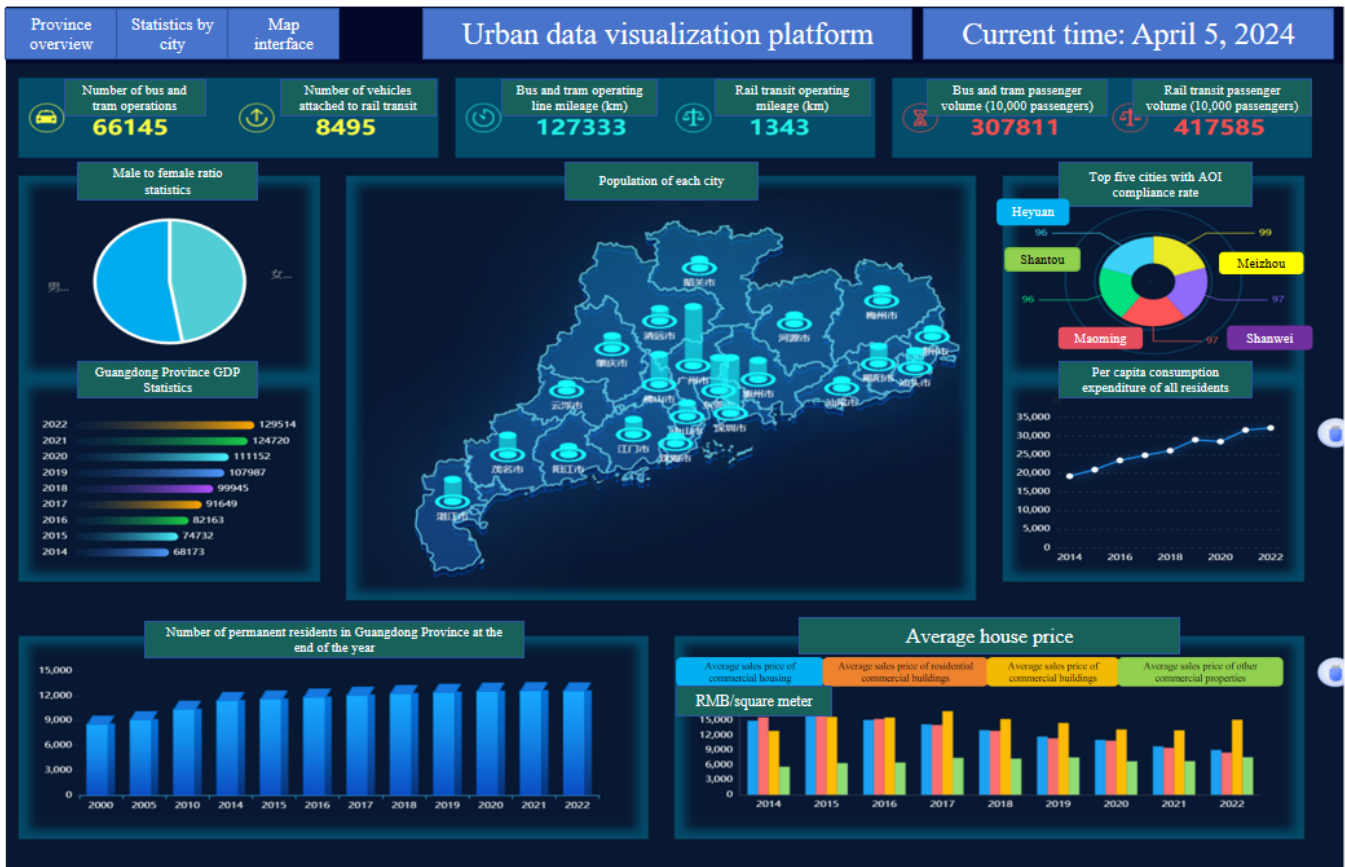 Province
overview
Statistics by
city
Map
interface
Urban data visualization platform
Current time: April 5, 2024
Number of bus and
tram operations
66145
Number of vehicles
attached to rail transit
8495
Bus and tram operating
line mileage (km)
127333
Rail transit operating
mileage (km)
1343
Bus and tram passenger
volume (10,000 passengers)
307811
Rail transit passenger
volume (10,000 passengers)
417585
Male to female ratio
statistics
男...
女...
Guangdong Province GDP
Statistics
2022 129514
2021 124720
2020 111152
2019 107987
2018 99945
2017 91649
2016 82163
2015 74732
2014 68173
Population of each city
韶关市
梅州市
清远市
河源市
肇庆市
广州市
惠州市
云浮市
佛山市
东莞市
揭阳市
汕头市
汕尾市
中山市
深圳市
江门市
珠海市
茂名市
阳江市
湛江市
Top five cities with AOI
compliance rate
Heyuan
96
99
Shantou
Meizhou
96
97
Maoming
97
Shanwei
Per capita consumption
expenditure of all residents
35,000
30,000
25,000
20,000
15,000
10,000
5,000
0
2014 2016 2018 2020 2022
Number of permanent residents in Guangdong Province at the
end of the year
15,000
12,000
9,000
6,000
3,000
0
2000 2005 2010 2014 2015 2016 2017 2018 2019 2020 2021 2022
Average house price
Average sales price of
commercial housing
Average sales price of residential
commercial buildings
Average sales price of
commercial buildings
Average sales price of other
commercial properties
RMB/square meter
15,000
12,000
9,000
6,000
3,000
0
2014 2015 2016 2017 2018 2019 2020 2021 2022